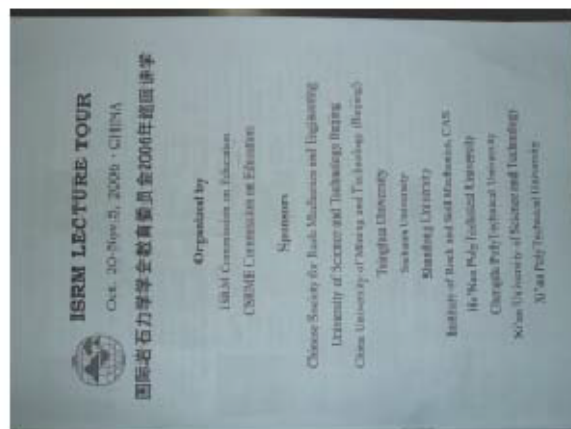 ISRM LECTURE TOUR
Oct. 20-Nov.5, 2006 · CHINA
国际岩石力学学会教育委员会2006年巡回讲学
Organized by
ISRM Commission on Education
CSRME Commission on Education
Sponsors
Chinese Society for Rock Mechanics and Engineering
University of Science and Technology Beijing
China University of Mining and Technology (Beijing)
Tsinghua University
University
Shandong University
Institute of Rock and Soil Mechanics, CAS
He'Nan Poly Technical University
Poly Technical University
Xi'an University of Science and Technology
Xi'an Poly Technical University